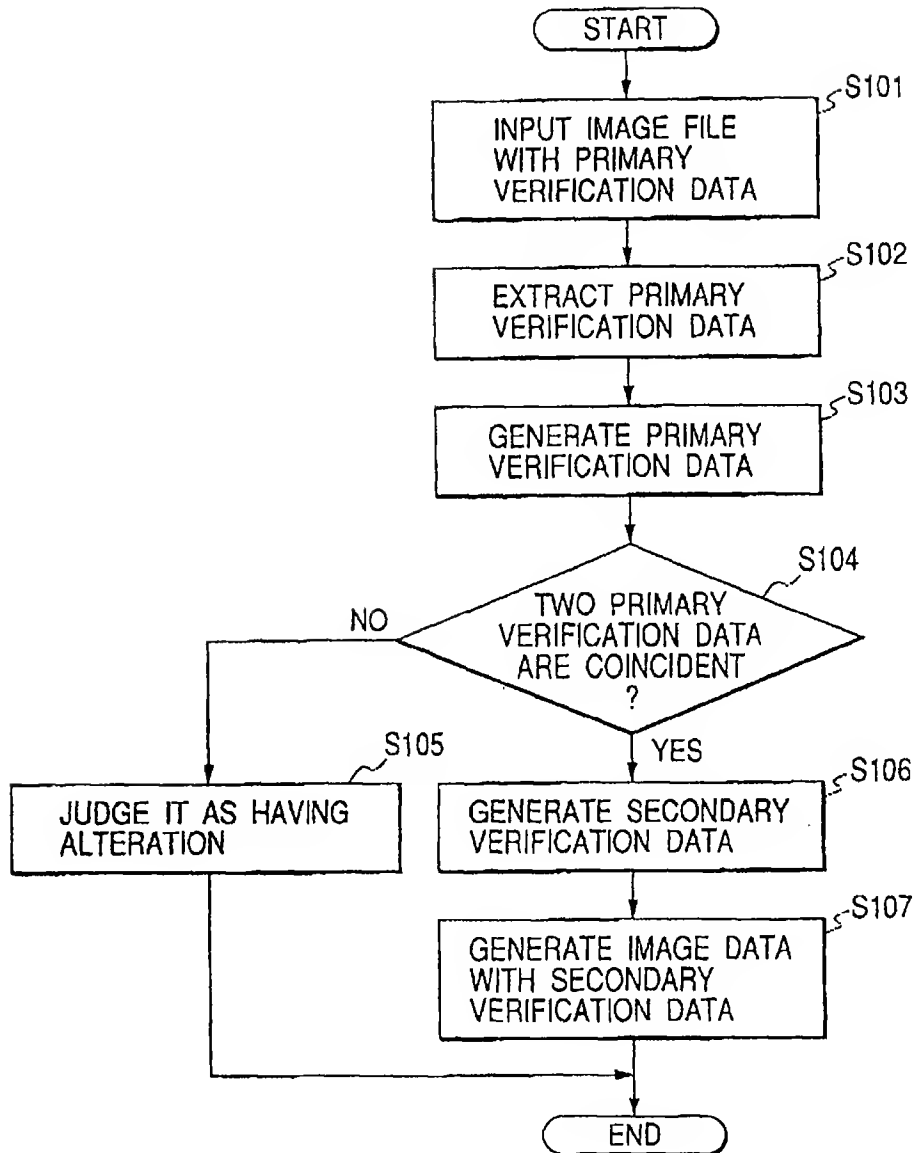 START
S101
INPUT IMAGE FILE
WITH PRIMARY
VERIFICATION DATA
S102
EXTRACT PRIMARY
VERIFICATION DATA
S103
GENERATE PRIMARY
VERIFICATION DATA
S104
TWO PRIMARY
VERIFICATION DATA
ARE COINCIDENT
?
NO
YES
S105
JUDGE IT AS HAVING
ALTERATION
S106
GENERATE SECONDARY
VERIFICATION DATA
S107
GENERATE IMAGE DATA
WITH SECONDARY
VERIFICATION DATA
END